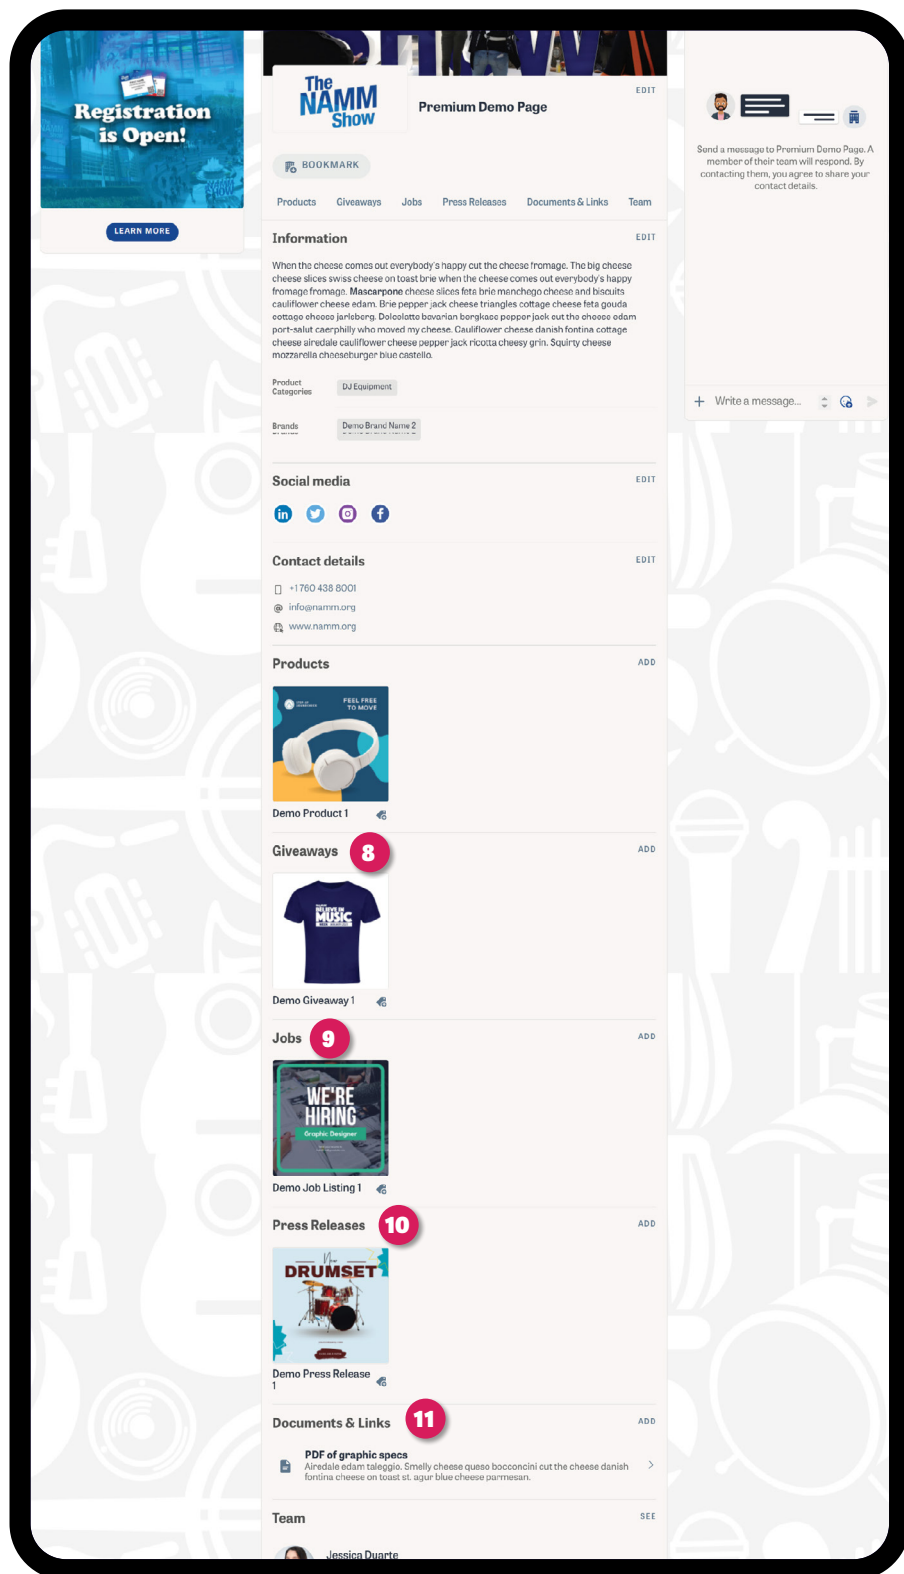 Registration
is Open!
LEARN MORE
The
NAMM
Show
Premium Demo Page
EDIT
BOOKMARK
Products Giveaways Jobs Press Releases Documents & Links Team
Information EDIT
When the cheese comes out everybody's happy cut the cheese fromage. The big cheese
cheese slices swiss cheese on toast brie when the cheese comes out everybody's happy
fromage fromage. Mascarpone cheese slices feta brie manchego cheese and biscuits
cauliflower cheese edam. Brie pepper jack cheese triangles cottage cheese feta gouda
cottage cheese jarlsberg. Dolcelatte bavarian bergkase pepper jack cut the cheese edam
port-salut caerphilly who moved my cheese. Cauliflower cheese danish fontina cottage
cheese airedale cauliflower cheese pepper jack ricotta cheesy grin. Squirty cheese
mozzarella cheeseburger blue castello.
Product
Categories
DJ Equipment
Brands Demo Brand Name 2
Social media EDIT
Contact details EDIT
+1 760 438 8001
info@namm.org
www.namm.org
Products ADD
FEEL FREE
TO MOVE
Demo Product 1
Giveaways 8 ADD
BELIEVE IN
MUSIC
Demo Giveaway 1
Jobs 9 ADD
WE'RE
HIRING
Graphic Designer
Demo Job Listing 1
Press Releases 10 ADD
New
DRUMSET
Demo Press Release
1
Documents & Links 11 ADD
PDF of graphic specs
Airedale edam taleggio. Smelly cheese queso bocconcini cut the cheese danish
fontina cheese on toast st. agur blue cheese parmesan.
Team SEE
Jessica Duarte
Send a message to Premium Demo Page. A
member of their team will respond. By
contacting them, you agree to share your
contact details.
Write a message...